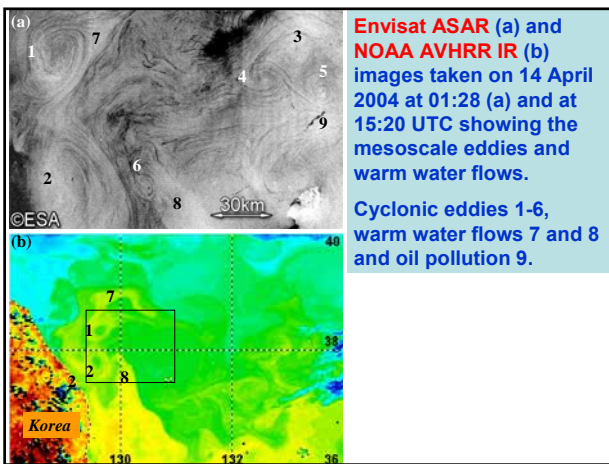 (a)
7
1
3
4
5
9
6
2
8
30km
©ESA
Envisat ASAR (a) and
NOAA AVHRR IR (b)
images taken on 14 April
2004 at 01:28 (a) and at
15:20 UTC showing the
mesoscale eddies and
warm water flows.
Cyclonic eddies 1-6,
warm water flows 7 and 8
and oil pollution 9.
(b)
40
7
1
38
2
8
2
Korea
130
132
36